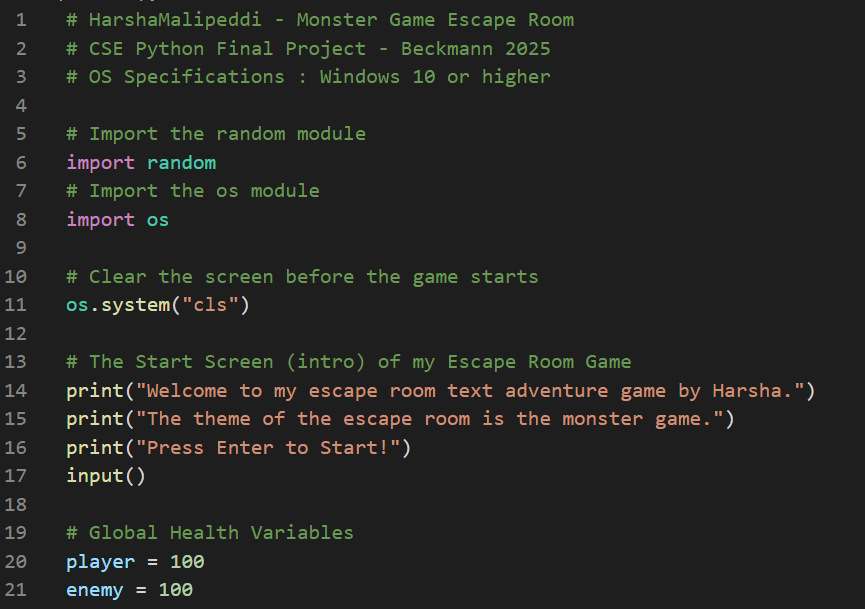 1 # HarshaMalipeddi - Monster Game Escape Room
2 # CSE Python Final Project - Beckmann 2025
3 # OS Specifications : Windows 10 or higher
4
5 # Import the random module
6 import random
7 # Import the os module
8 import os
9
10 # Clear the screen before the game starts
11 os.system("cls")
12
13 # The Start Screen (intro) of my Escape Room Game
14 print("Welcome to my escape room text adventure game by Harsha.")
15 print("The theme of the escape room is the monster game.")
16 print("Press Enter to Start!")
17 input()
18
19 # Global Health Variables
20 player = 100
21 enemy = 100